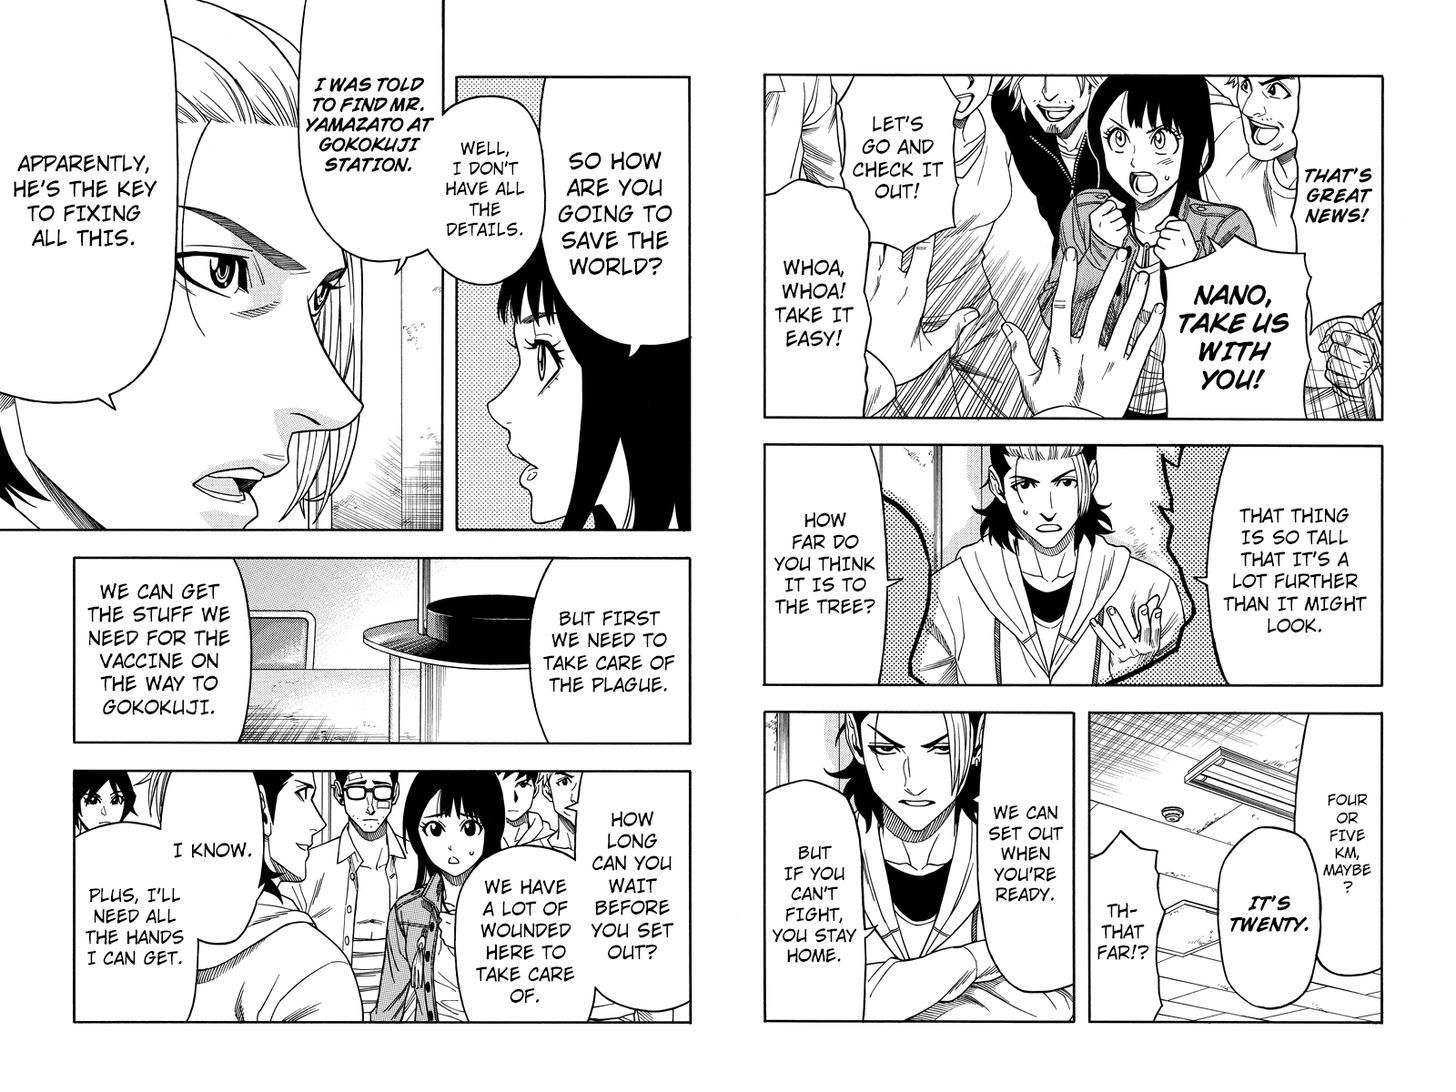 THAT'S
GREAT
NEWS!
NANO,
TAKE US
WITH
YOU!
LET'S
GO AND
CHECK IT
OUT!
WHOA,
WHOA!
TAKE IT
EASY!
THAT THING
IS SO TALL
THAT IT'S A
LOT FURTHER
THAN IT MIGHT
LOOK.
HOW
FAR DO
YOU THINK
IT IS TO
THE TREE?
FOUR
OR
FIVE
KM,
MAYBE
?
IT'S
TWENTY.
TH-
THAT
FAR!?
WE CAN
SET OUT
WHEN
YOU'RE
READY.
BUT
IF YOU
CAN'T
FIGHT,
YOU STAY
HOME.
SO HOW
ARE YOU
GOING TO
SAVE THE
WORLD?
WELL,
I DON'T
HAVE ALL
THE
DETAILS.
I WAS TOLD
TO FIND MR.
YAMAZATO AT
GOKOKUJI
STATION.
APPARENTLY,
HE'S THE KEY
TO FIXING
ALL THIS.
BUT FIRST
WE NEED TO
TAKE CARE OF
THE PLAGUE.
WE CAN GET
THE STUFF WE
NEED FOR THE
VACCINE ON
THE WAY TO
GOKOKUJI.
HOW
LONG
CAN YOU
WAIT
BEFORE
YOU SET
OUT?
WE HAVE
A LOT OF
WOUNDED
HERE TO
TAKE CARE
OF.
I KNOW.
PLUS, I'LL
NEED ALL
THE HANDS
I CAN GET.